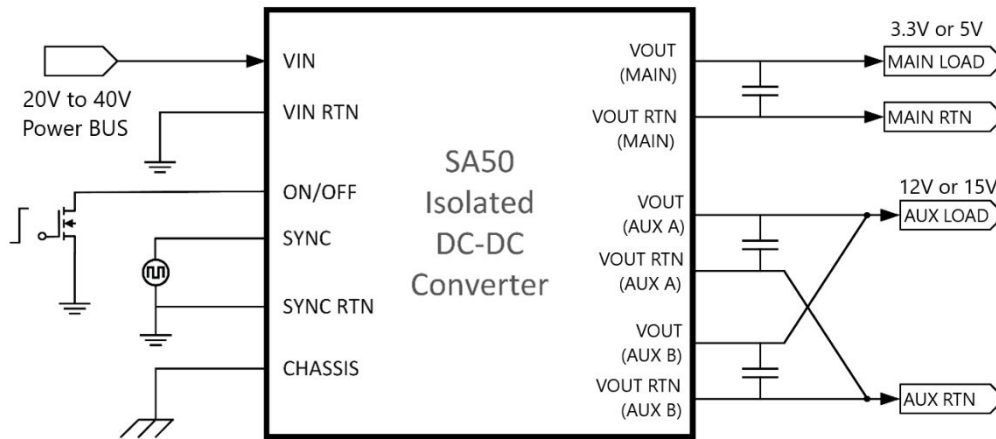 20V to 40V
Power BUS
VIN
VIN RTN
ON/OFF
SYNC
SYNC RTN
CHASSIS
SA50
Isolated
DC-DC
Converter
VOUT
(MAIN)
VOUT RTN
(MAIN)
VOUT
(AUX A)
VOUT RTN
(AUX A)
VOUT
(AUX B)
VOUT RTN
(AUX B)
3.3V or 5V
MAIN LOAD
MAIN RTN
12V or 15V
AUX LOAD
AUX RTN